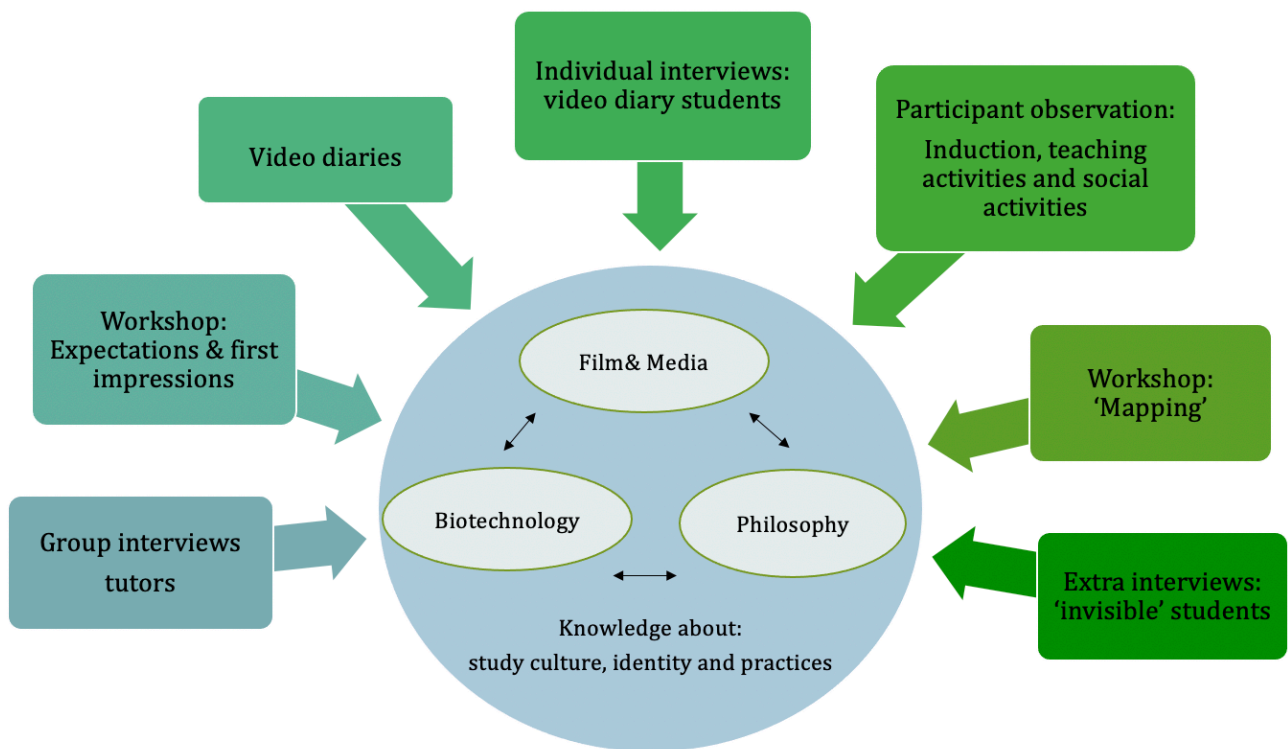 Individual interviews:
video diary students
Participant observation:
Induction, teaching
activities and social
activities
Video diaries
Workshop:
Expectations & first
impressions
Film& Media
Workshop:
‘Mapping’
Biotechnology
Philosophy
Group interviews
tutors
Extra interviews:
‘invisible’ students
Knowledge about:
study culture, identity and practices